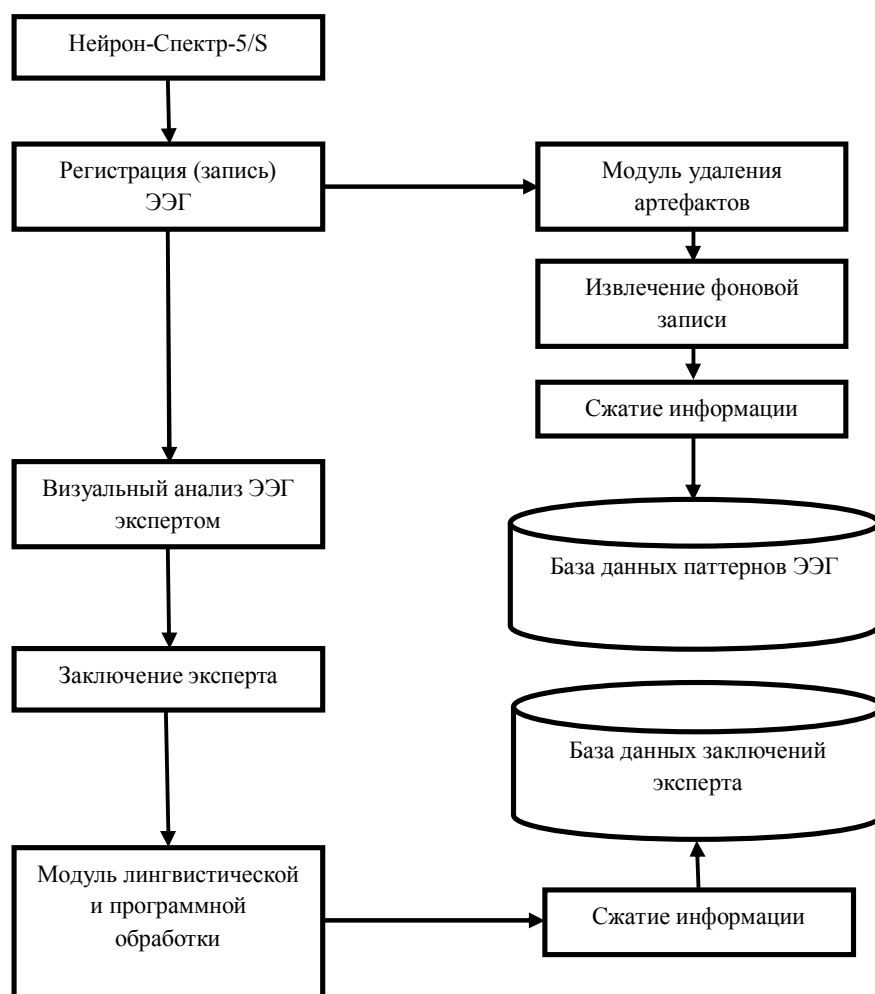 Нейрон-Спектр-5/S
Регистрация (запись)
ЭЭГ
Модуль удаления
артефактов
Извлечение фоновой
записи
Сжатие информации
Визуальный анализ ЭЭГ
экспертом
База данных паттернов ЭЭГ
Заключение эксперта
База данных заключений
эксперта
Модуль лингвистической
и программной
обработки
Сжатие информации